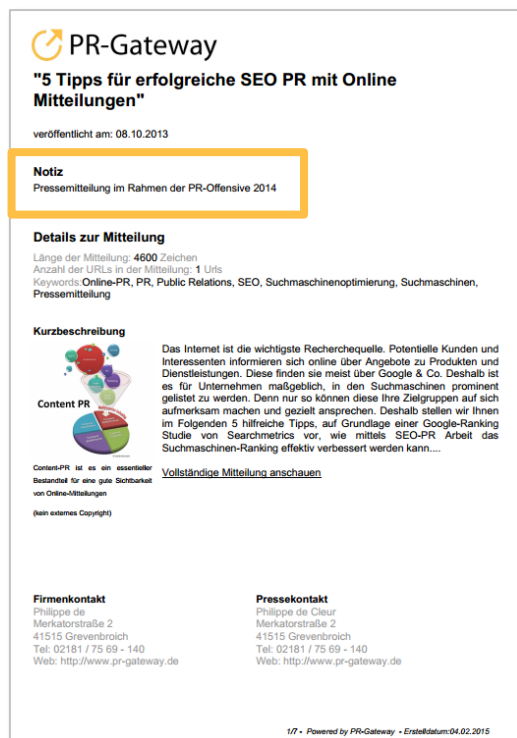 PR-Gateway
"5 Tipps für erfolgreiche SEO PR mit Online
Mitteilungen"
veröffentlicht am: 08.10.2013
Notiz
Pressemitteilung im Rahmen der PR-Offensive 2014
Details zur Mitteilung
Länge der Mitteilung: 4600 Zeichen
Anzahl der URLs in der Mitteilung: 1 Urls
Keywords:Online-PR, PR, Public Relations, SEO, Suchmaschinenoptimierung, Suchmaschinen,
Pressemitteilung
Kurzbeschreibung
Content PR
Content-PR ist es ein essentieller
Bestandteil für eine gute Sichtbarkeit
von Online-Mitteilungen
(kein externes Copyright)
Das Internet ist die wichtigste Recherchequelle. Potentielle Kunden und
Interessenten informieren sich online über Angebote zu Produkten und
Dienstleistungen. Diese finden sie meist über Google & Co. Deshalb ist
es für Unternehmen maßgeblich, in den Suchmaschinen prominent
gelistet zu werden. Denn nur so können diese Ihre Zielgruppen auf sich
aufmerksam machen und gezielt ansprechen. Deshalb stellen wir Ihnen
im Folgenden 5 hilfreiche Tipps, auf Grundlage einer Google-Ranking
Studie von Searchmetrics vor, wie mittels SEO-PR Arbeit das
Suchmaschinen-Ranking effektiv verbessert werden kann....
Vollständige Mitteilung anschauen
Firmenkontakt
Philippe de
Merkatorstraße 2
41515 Grevenbroich
Tel: 02181 / 75 69 - 140
Web: http://www.pr-gateway.de
Pressekontakt
Philippe de Cleur
Merkatorstraße 2
41515 Grevenbroich
Tel: 02181 / 75 69 - 140
Web: http://www.pr-gateway.de
1/7 - Powered by PR-Gateway - Erstelldatum:04.02.2015